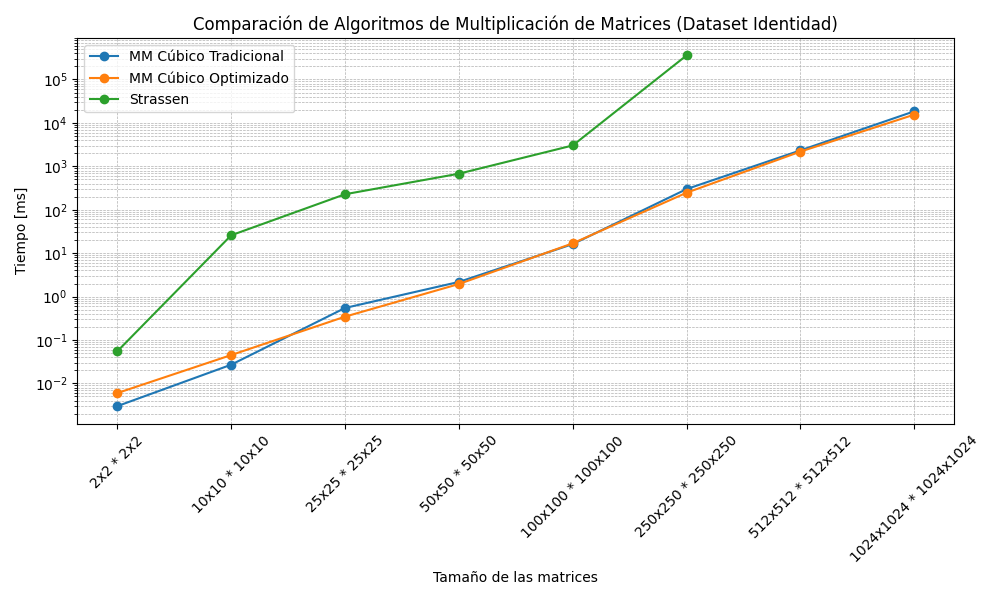 Comparación de Algoritmos de Multiplicación de Matrices (Dataset Identidad)
MM Cúbico Tradicional
MM Cúbico Optimizado
Strassen
Tiempo [ms]
10^5
10^4
10^3
10^2
10^1
10^0
10^-1
10^-2
2x2 * 2x2
10x10 * 10x10
25x25 * 25x25
50x50 * 50x50
100x100 * 100x100
250x250 * 250x250
512x512 * 512x512
1024x1024 * 1024x1024
Tamaño de las matrices